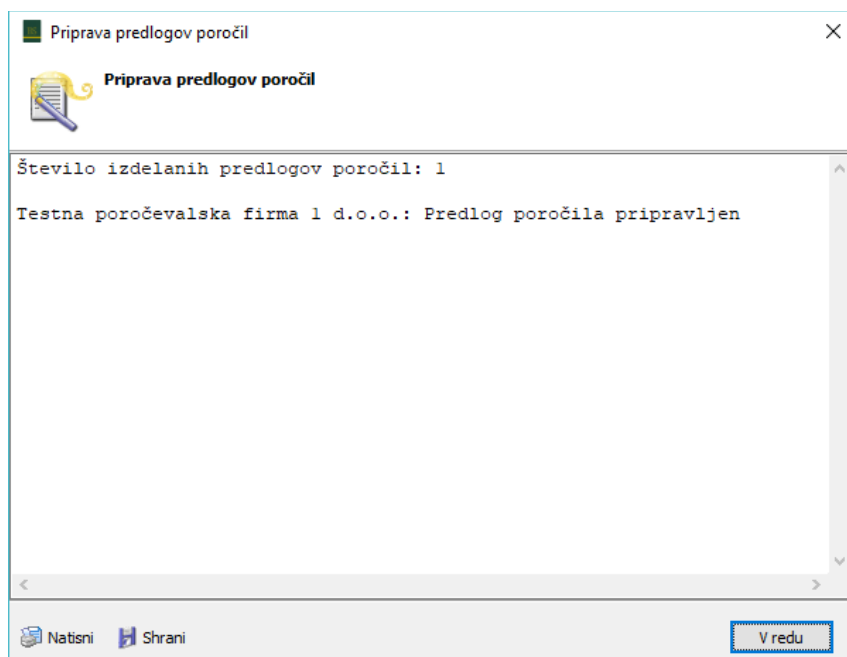 Priprava predlogov poročil
Priprava predlogov poročil
Število izdelanih predlogov poročil: 1
Testna poročevalska firma 1 d.o.o.: Predlog poročila pripravljen
Natisni Shrani V redu